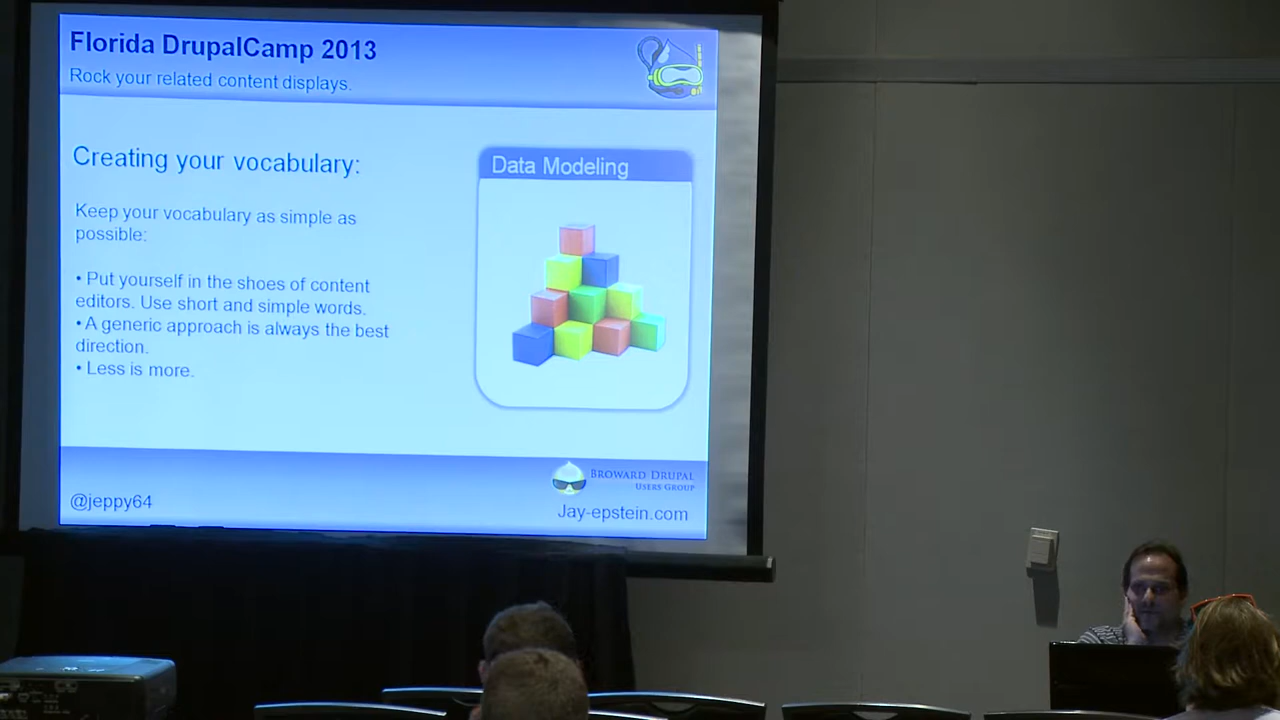 Florida DrupalCamp 2013
Rock your related content displays.
Creating your vocabulary:
Keep your vocabulary as simple as
possible:
• Put yourself in the shoes of content
editors. Use short and simple words.
• A generic approach is always the best
direction.
• Less is more.
Data Modeling
BROWARD DRUPAL
USERS GROUP
@jeppy64
Jay-epstein.com